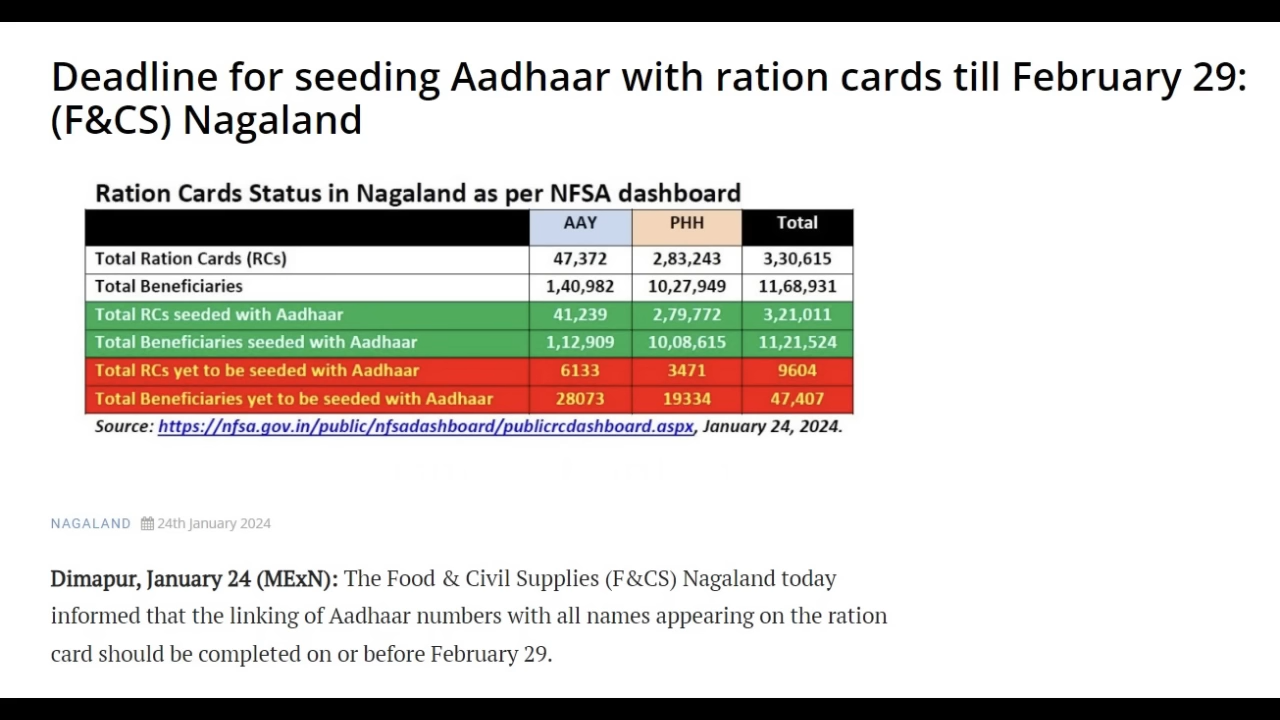 Deadline for seeding Aadhaar with ration cards till February 29:
(F&CS) Nagaland
Ration Cards Status in Nagaland as per NFSA dashboard
AAY PHH Total
Total Ration Cards (RCs) 47,372 2,83,243 3,30,615
Total Beneficiaries 1,40,982 10,27,949 11,68,931
Total RCs seeded with Aadhaar 41,239 2,79,772 3,21,011
Total Beneficiaries seeded with Aadhaar 1,12,909 10,08,615 11,21,524
Total RCs yet to be seeded with Aadhaar 6133 3471 9604
Total Beneficiaries yet to be seeded with Aadhaar 28073 19334 47,407
Source: https://nfsa.gov.in/public/nfsadashboard/publicrcdashboard.aspx, January 24, 2024.
NAGALAND 24th January 2024
Dimapur, January 24 (MExN): The Food & Civil Supplies (F&CS) Nagaland today
informed that the linking of Aadhaar numbers with all names appearing on the ration
card should be completed on or before February 29.